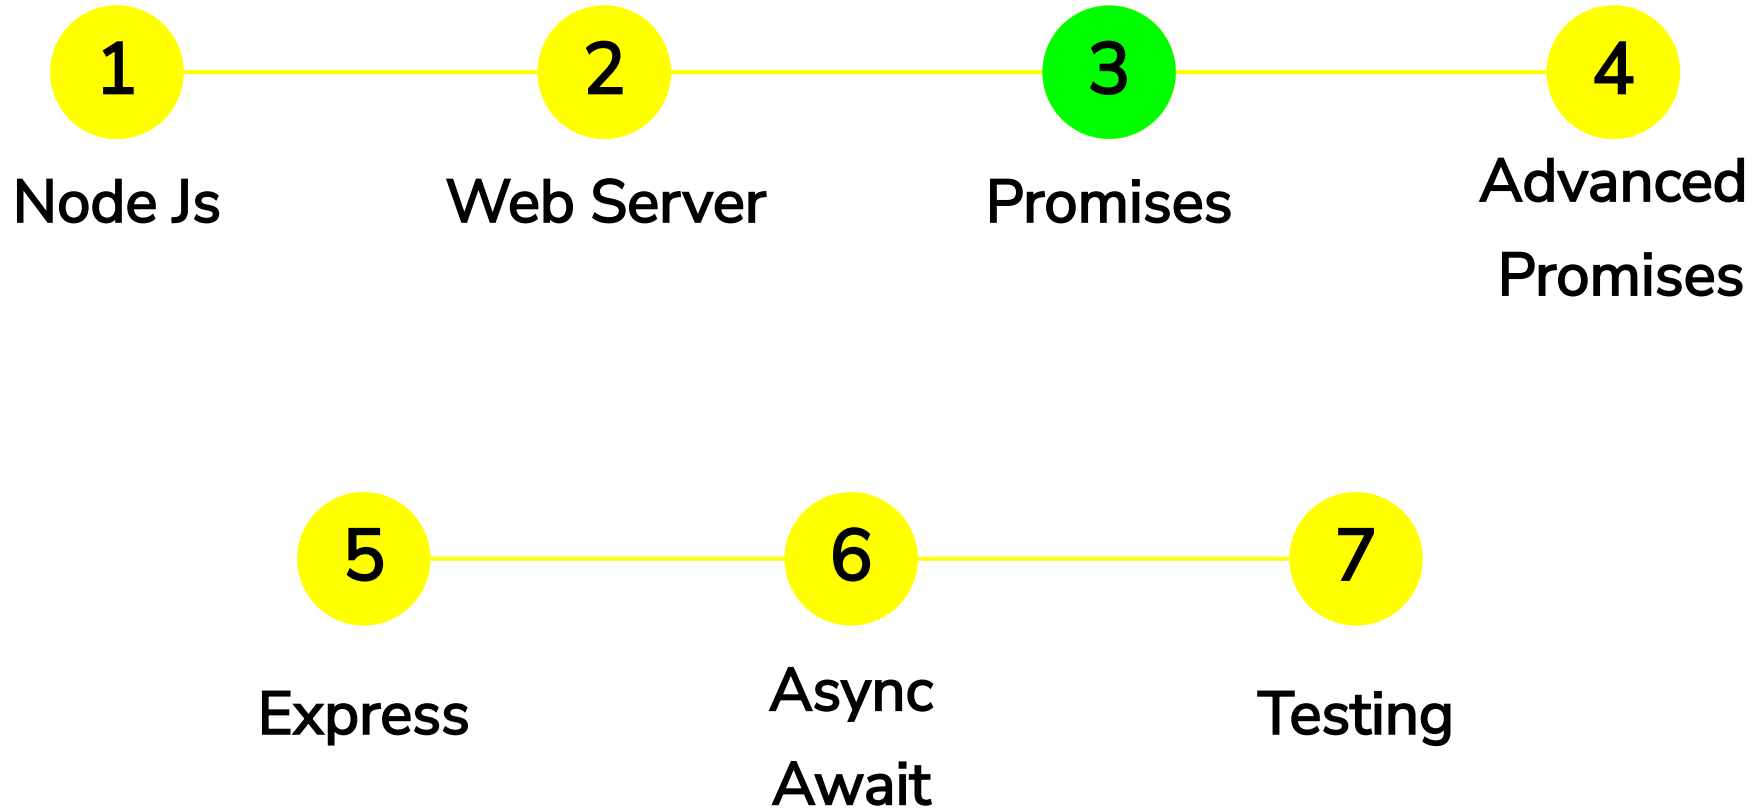 1 2 3 4
Node Js Web Server Promises Advanced
Promises
5 6 7
Express Async Testing
Await